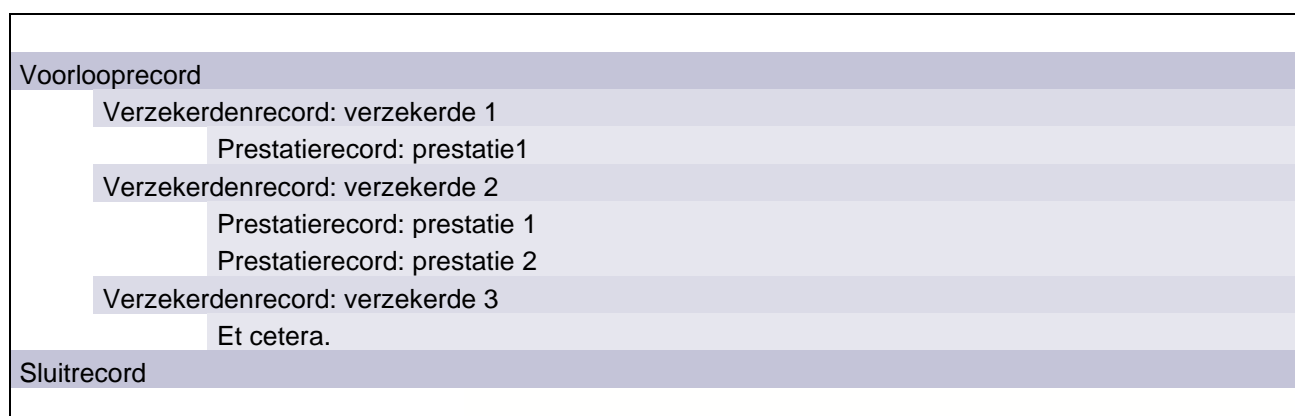 Voorlooprecord
Verzekerdenrecord: verzekerde 1
Prestatierecord: prestatie1
Verzekerdenrecord: verzekerde 2
Prestatierecord: prestatie 1
Prestatierecord: prestatie 2
Verzekerdenrecord: verzekerde 3
Et cetera.
Sluitrecord